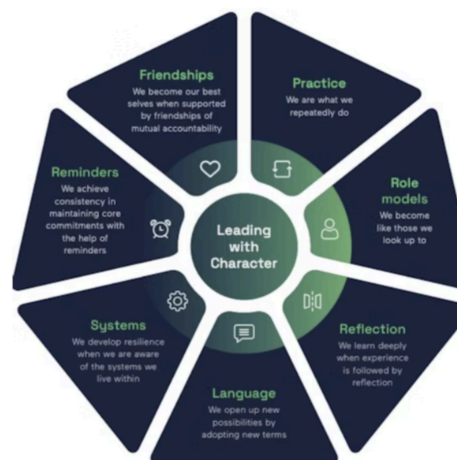 Friendships
We become our best
selves when supported
by friendships of
mutual accountability
Practice
We are what we
repeatedly do
Reminders
We achieve
consistency in
maintaining core
commitments with
the help of
reminders
Role
models
We become
like those we
look up to
Leading
with
Character
Systems
We develop resilience
when we are aware
of the systems we
live within
Reflection
We learn deeply
when experience
is followed by
reflection
Language
We open up new
possibilities by
adopting new terms